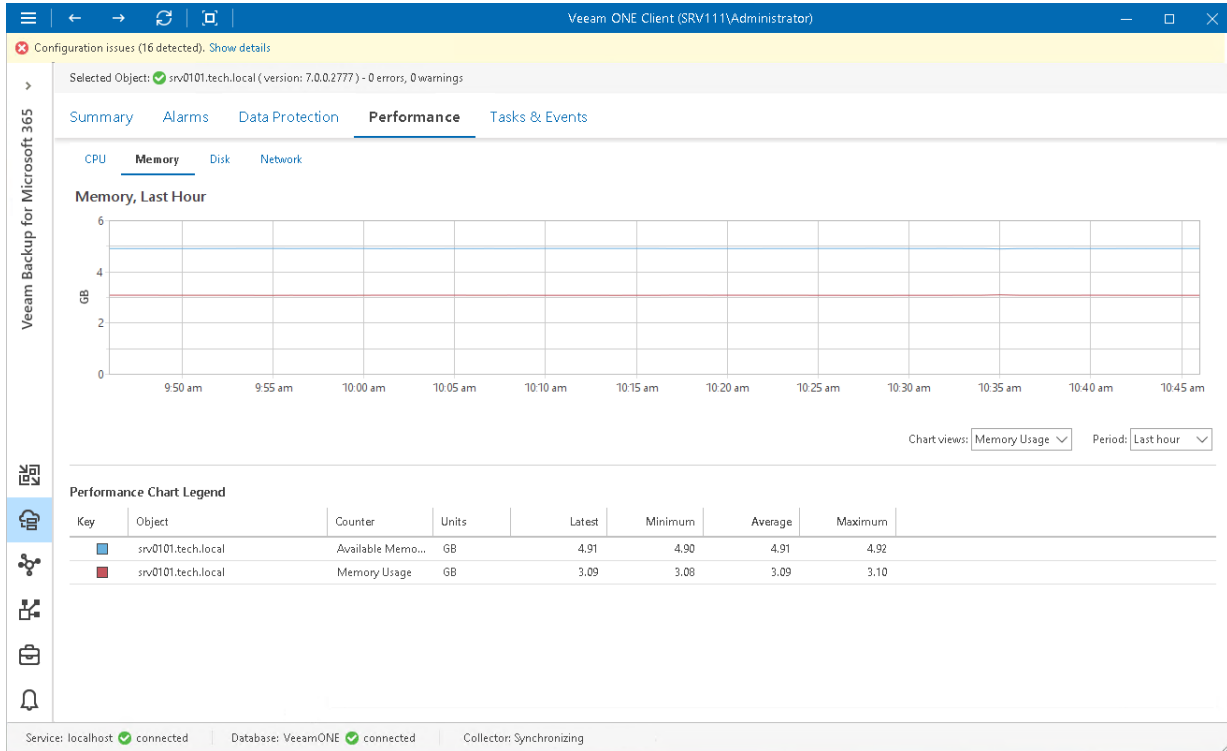 Veeam ONE Client (SRV111\Administrator)
Configuration issues (16 detected). Show details
Selected Object: srv0101.tech.local ( version: 7.0.0.2777 ) - 0 errors, 0 warnings
Veeam Backup for Microsoft 365
Summary Alarms Data Protection Performance Tasks & Events
CPU Memory Disk Network
Memory, Last Hour
6
4
GB
2
0
9:50 am 9:55 am 10:00 am 10:05 am 10:10 am 10:15 am 10:20 am 10:25 am 10:30 am 10:35 am 10:40 am 10:45 am
Chart views: Memory Usage Period: Last hour
Performance Chart Legend
Key Object Counter Units Latest Minimum Average Maximum
srv0101.tech.local Available Memo... GB 4.91 4.90 4.91 4.92
srv0101.tech.local Memory Usage GB 3.09 3.08 3.09 3.10
Service: localhost connected Database: VeeamONE connected Collector: Synchronizing